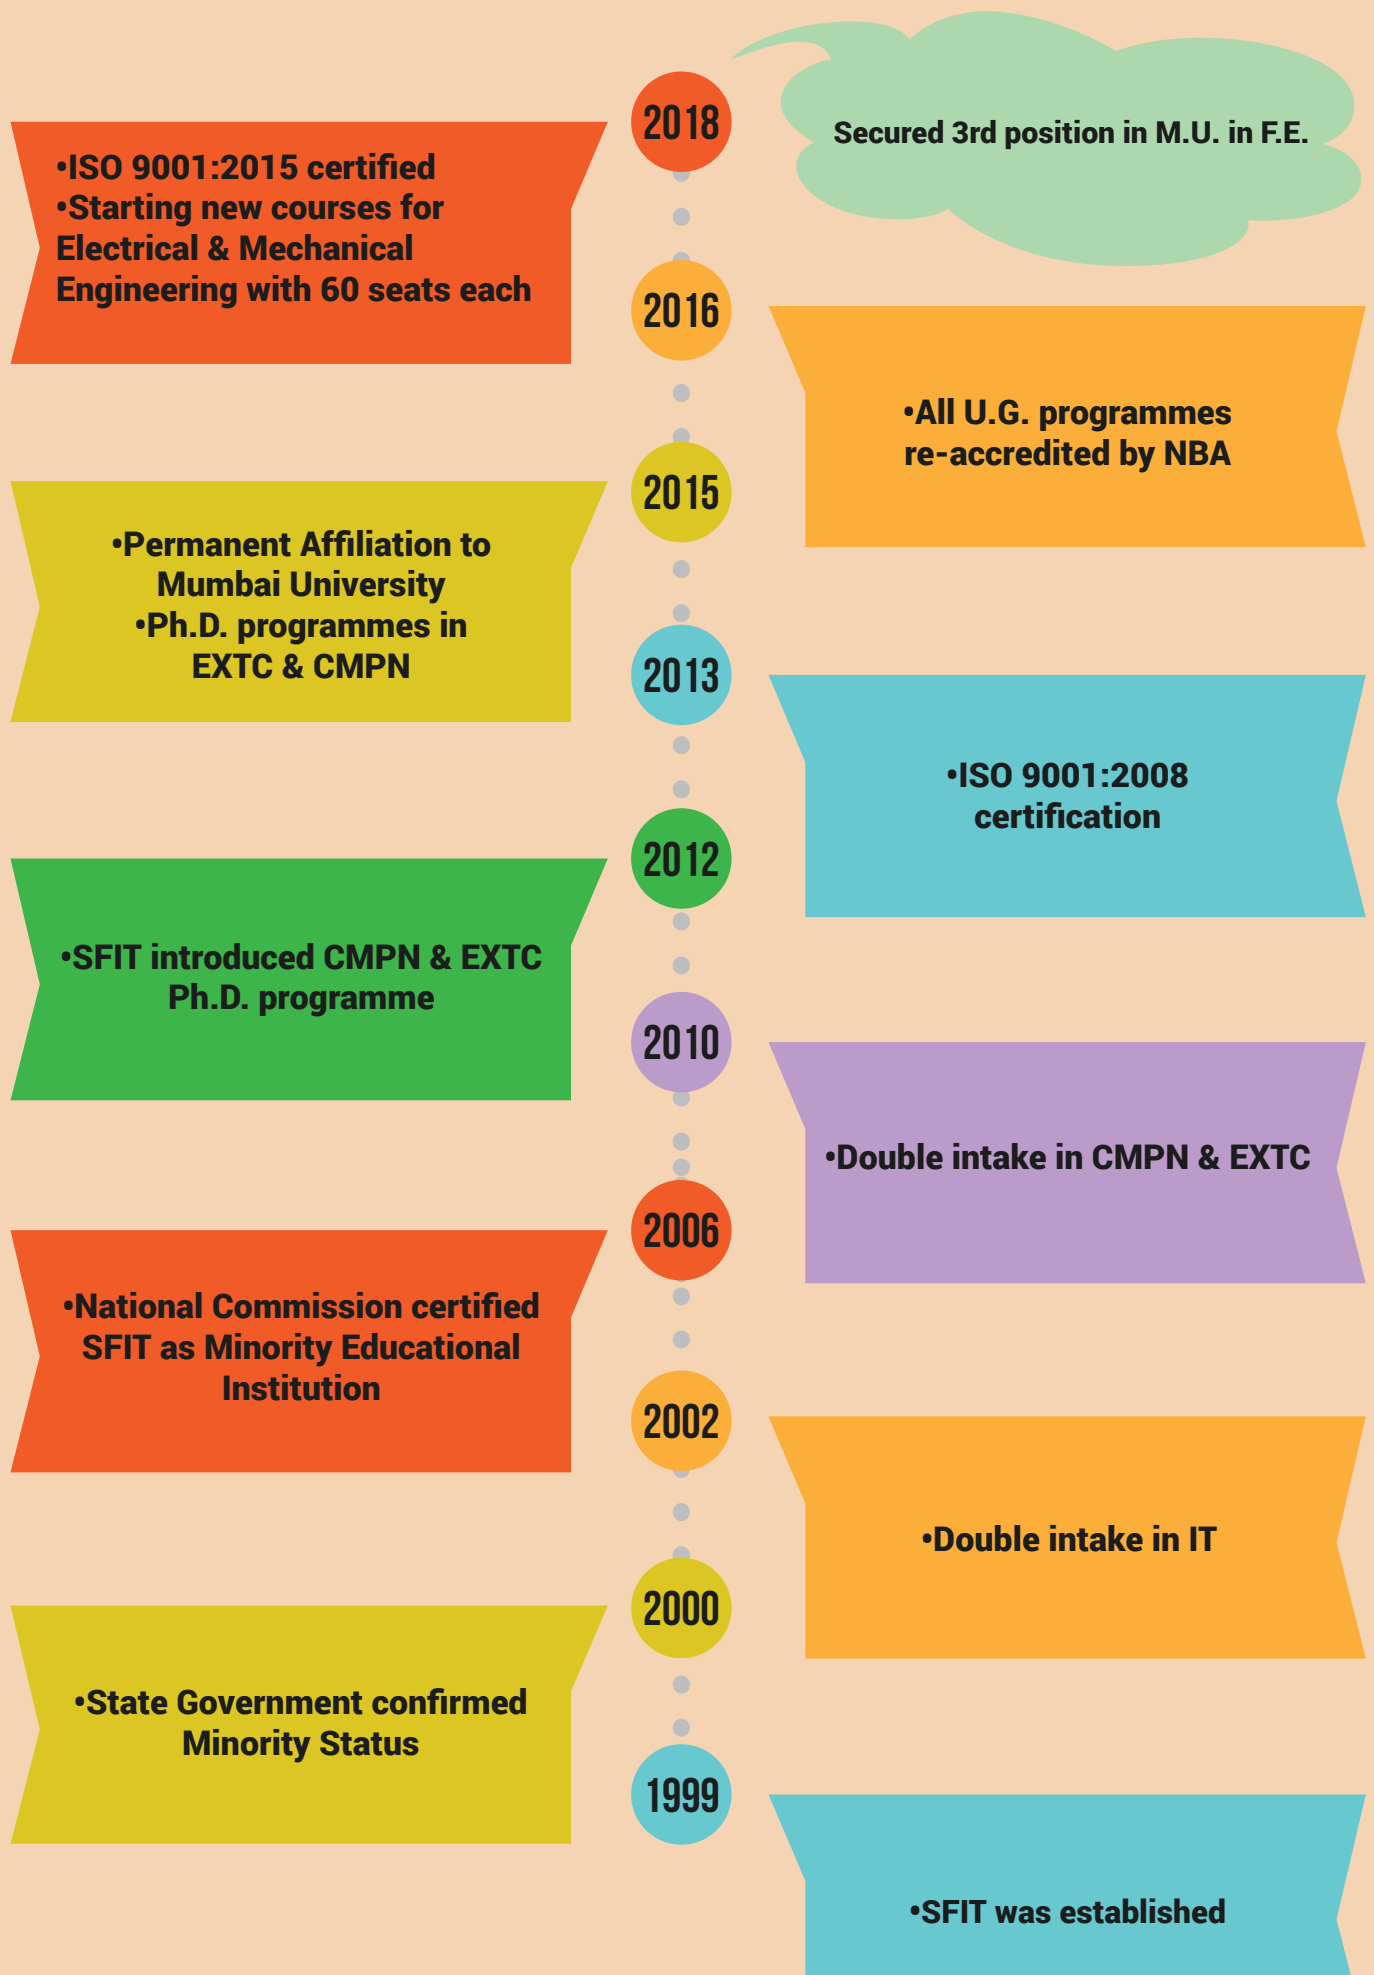 2018
Secured 3rd position in M.U. in F.E.
•ISO 9001:2015 certified
•Starting new courses for
Electrical & Mechanical
Engineering with 60 seats each
2016
•All U.G. programmes
re-accredited by NBA
2015
•Permanent Affiliation to
Mumbai University
•Ph.D. programmes in
EXTC & CMPN
2013
•ISO 9001:2008
certification
2012
•SFIT introduced CMPN & EXTC
Ph.D. programme
2010
•Double intake in CMPN & EXTC
2006
•National Commission certified
SFIT as Minority Educational
Institution
2002
•Double intake in IT
2000
•State Government confirmed
Minority Status
1999
•SFIT was established